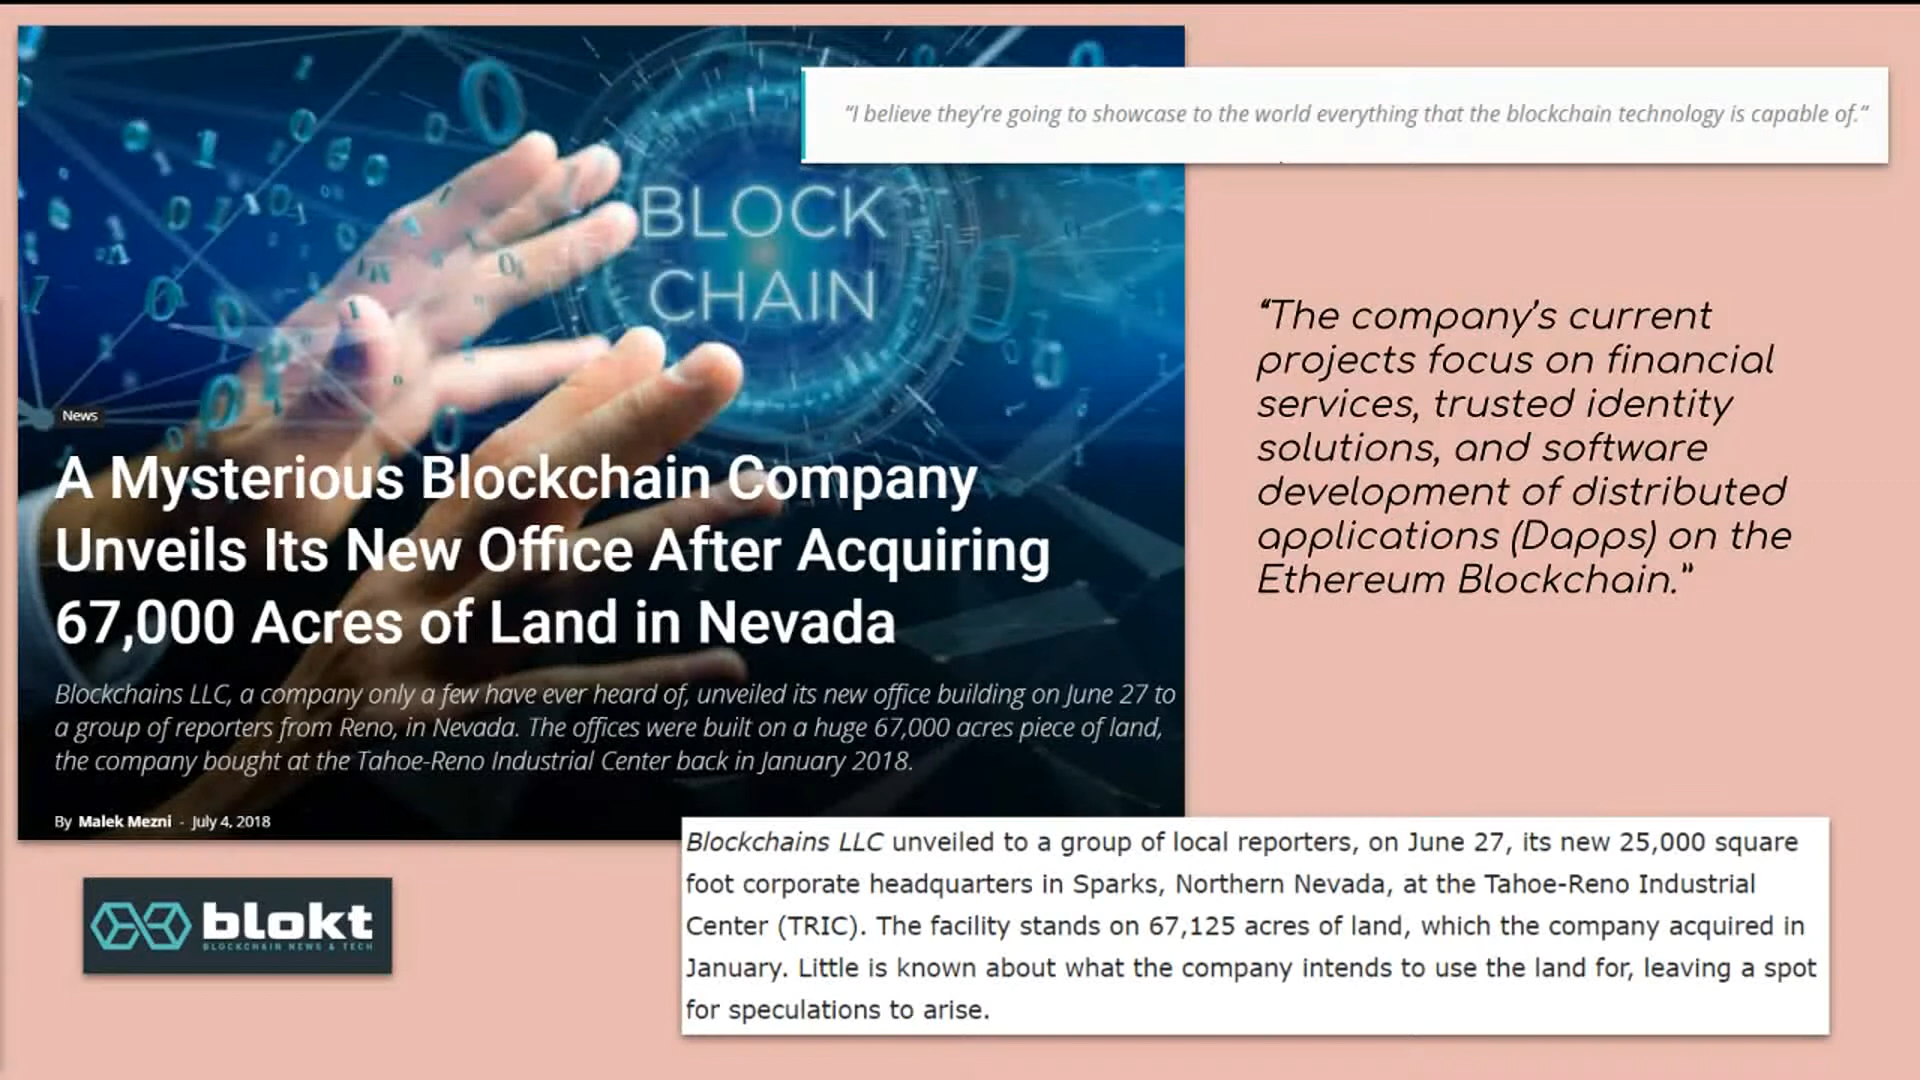 “I believe they’re going to showcase to the world everything that the blockchain technology is capable of.”
BLOCK
CHAIN
“The company’s current
projects focus on financial
services, trusted identity
solutions, and software
development of distributed
applications (Dapps) on the
Ethereum Blockchain.”
News
A Mysterious Blockchain Company
Unveils Its New Office After Acquiring
67,000 Acres of Land in Nevada
Blockchains LLC, a company only a few have ever heard of, unveiled its new office building on June 27 to
a group of reporters from Reno, in Nevada. The offices were built on a huge 67,000 acres piece of land,
the company bought at the Tahoe-Reno Industrial Center back in January 2018.
By Malek Mezni - July 4, 2018
Blockchains LLC unveiled to a group of local reporters, on June 27, its new 25,000 square
foot corporate headquarters in Sparks, Northern Nevada, at the Tahoe-Reno Industrial
Center (TRIC). The facility stands on 67,125 acres of land, which the company acquired in
January. Little is known about what the company intends to use the land for, leaving a spot
for speculations to arise.
blokt
BLOCKCHAIN NEWS & TECH